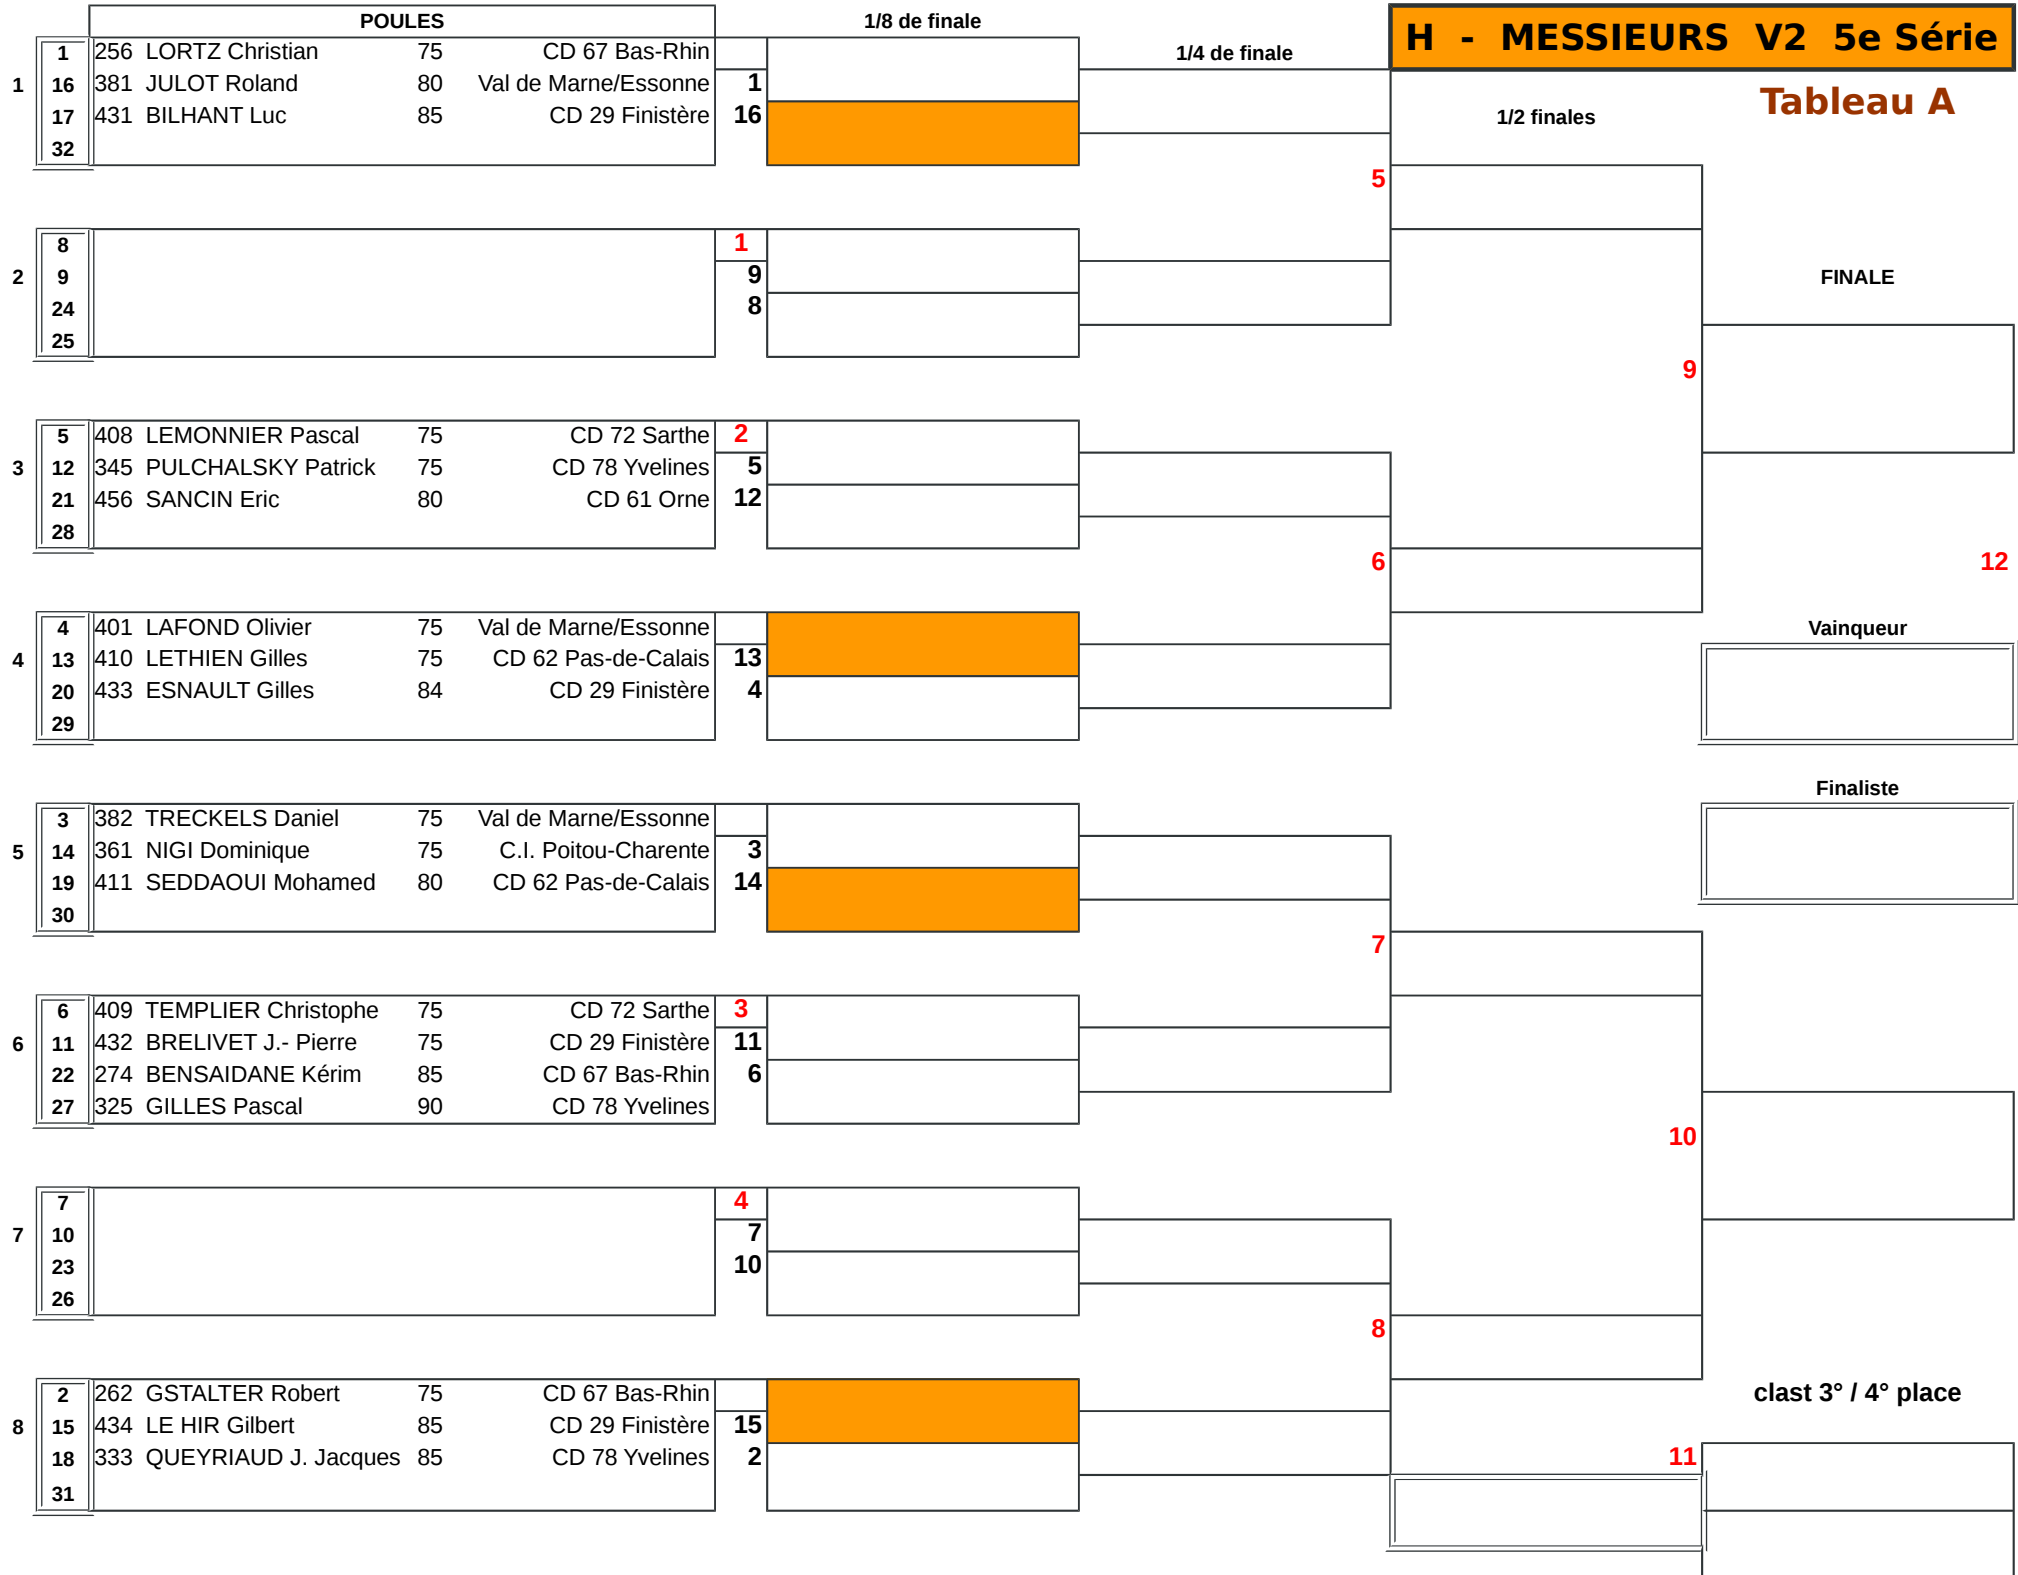 POULES
1/8 de finale
1/4 de finale
H - MESSIEURS V2 5e Série
Tableau A
1/2 finales
1
1 256 LORTZ Christian 75 CD 67 Bas-Rhin
16 381 JULOT Roland 80 Val de Marne/Essonne 1
17 431 BILHANT Luc 85 CD 29 Finistère 16
32
5
2
8 1
9 9
24 8
25
FINALE
9
3
5 408 LEMONNIER Pascal 75 CD 72 Sarthe 2
12 345 PULCHALSKY Patrick 75 CD 78 Yvelines 5
21 456 SANCIN Eric 80 CD 61 Orne 12
28
6
12
4
4 401 LAFOND Olivier 75 Val de Marne/Essonne
13 410 LETHIEN Gilles 75 CD 62 Pas-de-Calais 13
20 433 ESNAULT Gilles 84 CD 29 Finistère 4
29
Vainqueur
Finaliste
5
3 382 TRECKELS Daniel 75 Val de Marne/Essonne
14 361 NIGI Dominique 75 C.I. Poitou-Charente 3
19 411 SEDDAOUI Mohamed 80 CD 62 Pas-de-Calais 14
30
7
6
6 409 TEMPLIER Christophe 75 CD 72 Sarthe 3
11 432 BRELIVET J.- Pierre 75 CD 29 Finistère 11
22 274 BENSAIDANE Kérim 85 CD 67 Bas-Rhin 6
27 325 GILLES Pascal 90 CD 78 Yvelines
10
7
7 4
10 7
23 10
26
8
8
2 262 GSTALTER Robert 75 CD 67 Bas-Rhin
15 434 LE HIR Gilbert 85 CD 29 Finistère 15
18 333 QUEYRIAUD J. Jacques 85 CD 78 Yvelines 2
31
clast 3° / 4° place
11